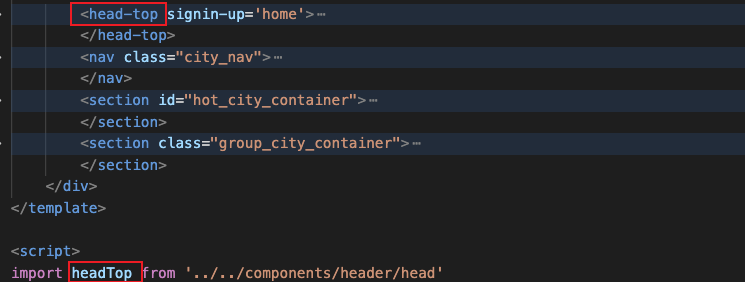 <head-top signin-up='home'>…
</head-top>
<nav class="city_nav">…
</nav>
<section id="hot_city_container">…
</section>
<section class="group_city_container">…
</section>
</div>
</template>
<script>
import headTop from '../../components/header/head'